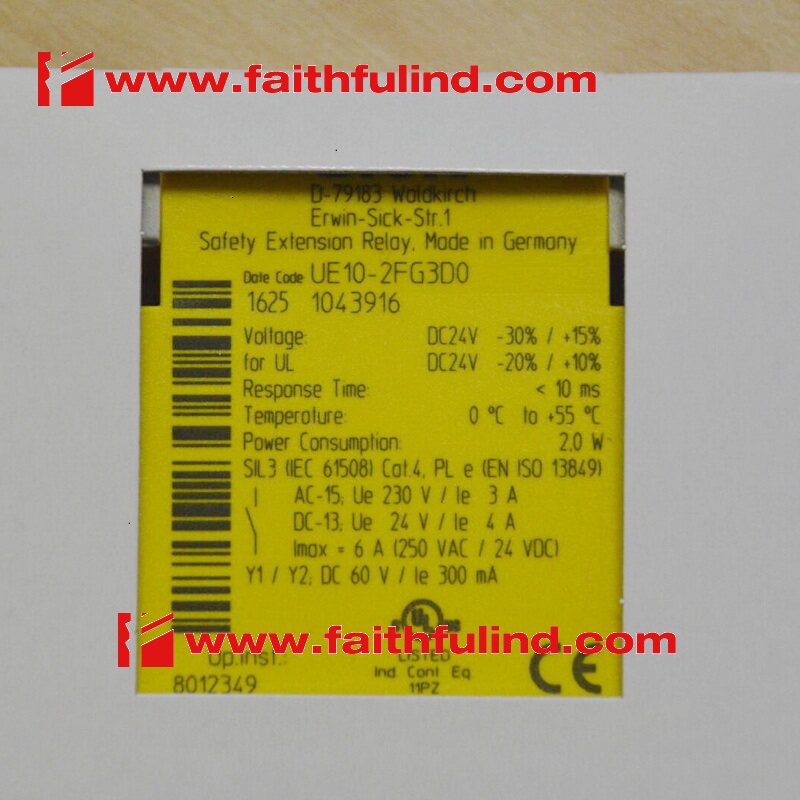 www.faithfulind.com
D-79183 Waldkirch
Erwin-Sick-Str.1
Safety Extension Relay, Made in Germany
Date Code UE10-2FG3D0
1625 1043916
Voltage: DC24V -30% / +15%
for UL DC24V -20% / +10%
Response Time: < 10 ms
Temperature: 0 °C to +55 °C
Power Consumption: 2,0 W
SIL3 (IEC 61508) Cat.4, PL e (EN ISO 13849)
AC-15; Ue 230 V / Ie 3 A
DC-13; Ue 24 V / Ie 4 A
Imax = 6 A (250 VAC / 24 VDC)
Y1 / Y2; DC 60 V / Ie 300 mA
UL
www.faithfulind.com
Op.inst.: LISTED CE
8012349 Ind Cont Eq
11PZ